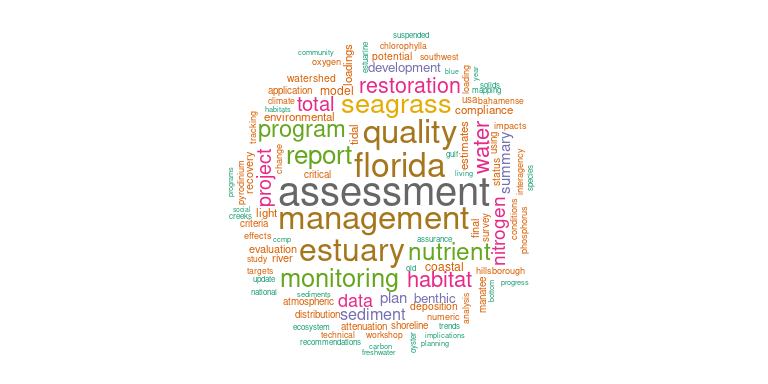 suspended
community
estuarine
chlorophylla
oxygen
loadings
potential
southwest
development
blue
loading
year
watershed
application
model
restoration
solids
mapping
climate
total
seagrass
usa
bahamense
habitats
environmental
compliance
tracking
program
tidal
quality
estimates
water
using
impacts
summary
change
report
florida
gulf
status
interagency
species
programs
pyrodinium
recovery
project
critical
living
assessment
social
creeks
light
criteria
management
final
survey
nitrogen
conditions
phosphorus
effects
ccmp
assurance
evaluation
estuary
nutrient
study
river
old
coastal
hillsborough
targets
update
monitoring
habitat
manatee
bottom
progress
national
sediments
atmospheric
data
plan
benthic
deposition
analysis
distribution
sediment
numeric
ecosystem
attenuation
shoreline
trends
technical
workshop
oyster
implications
recommendations
carbon
planning
freshwater